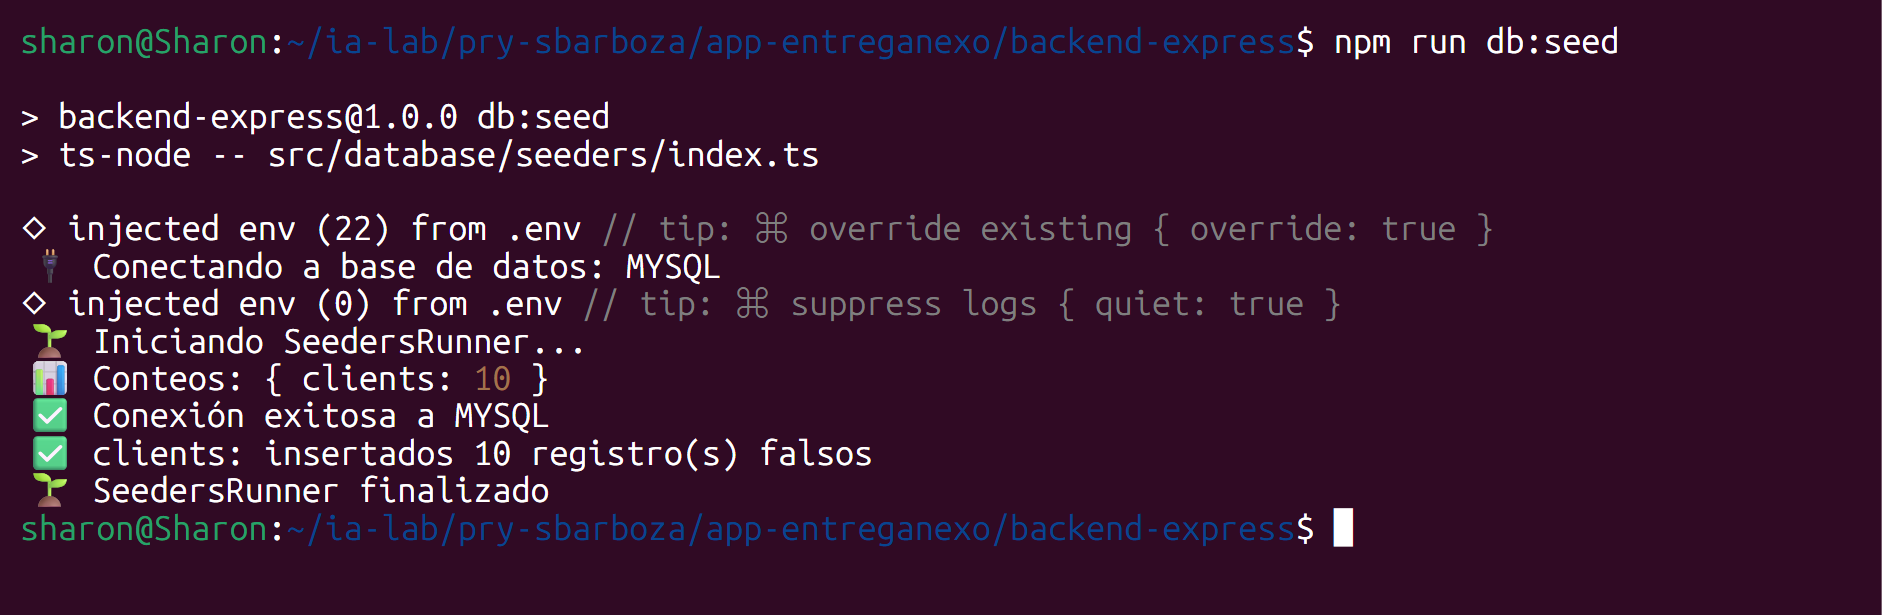 sharon@Sharon:~/ia-lab/pry-sbarboza/app-entreganexo/backend-express$ npm run db:seed
> backend-express@1.0.0 db:seed
> ts-node -- src/database/seeders/index.ts
◇ injected env (22) from .env // tip: ⌘ override existing { override: true }
🔌 Conectando a base de datos: MYSQL
◇ injected env (0) from .env // tip: ⌘ suppress logs { quiet: true }
🌱 Iniciando SeedersRunner...
📊 Conteos: { clients: 10 }
✅ Conexión exitosa a MYSQL
✅ clients: insertados 10 registro(s) falsos
🌱 SeedersRunner finalizado
sharon@Sharon:~/ia-lab/pry-sbarboza/app-entreganexo/backend-express$